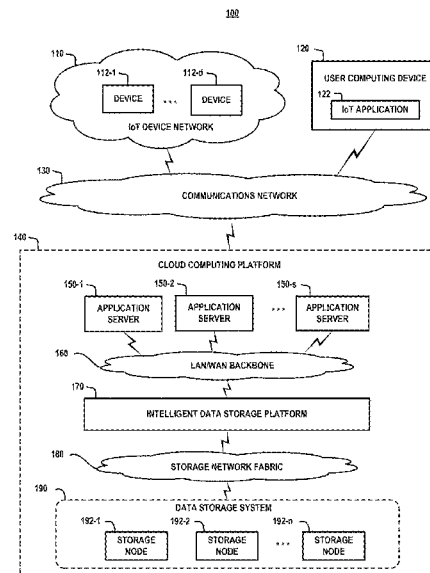 100
110
112-1
112-d
DEVICE
...
DEVICE
IoT DEVICE NETWORK
120
USER COMPUTING DEVICE
122
IoT APPLICATION
130
COMMUNICATIONS NETWORK
140
CLOUD COMPUTING PLATFORM
150-1
150-2
150-s
APPLICATION SERVER
APPLICATION SERVER
...
APPLICATION SERVER
160
LAN/WAN BACKBONE
170
INTELLIGENT DATA STORAGE PLATFORM
180
STORAGE NETWORK FABRIC
190
DATA STORAGE SYSTEM
192-1
192-2
192-n
STORAGE NODE
STORAGE NODE
...
STORAGE NODE